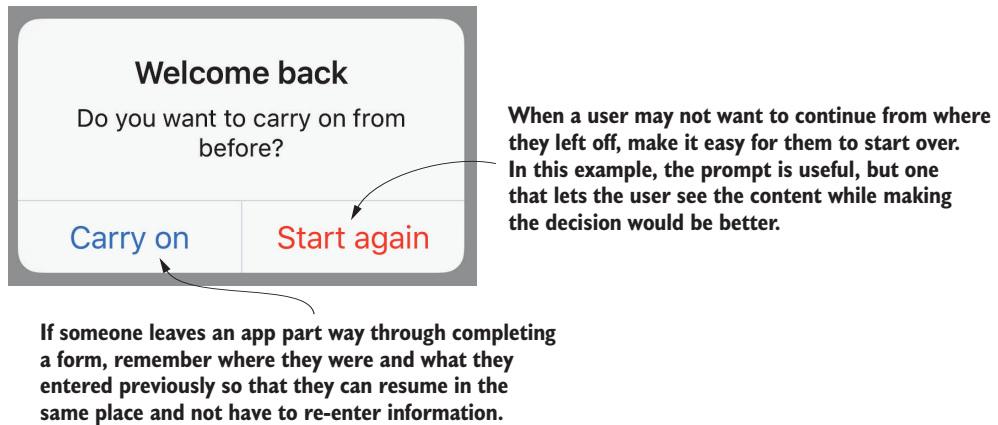 Welcome back
Do you want to carry on from
before?
Carry on
Start again
When a user may not want to continue from where
they left off, make it easy for them to start over.
In this example, the prompt is useful, but one
that lets the user see the content while making
the decision would be better.
If someone leaves an app part way through completing
a form, remember where they were and what they
entered previously so that they can resume in the
same place and not have to re-enter information.